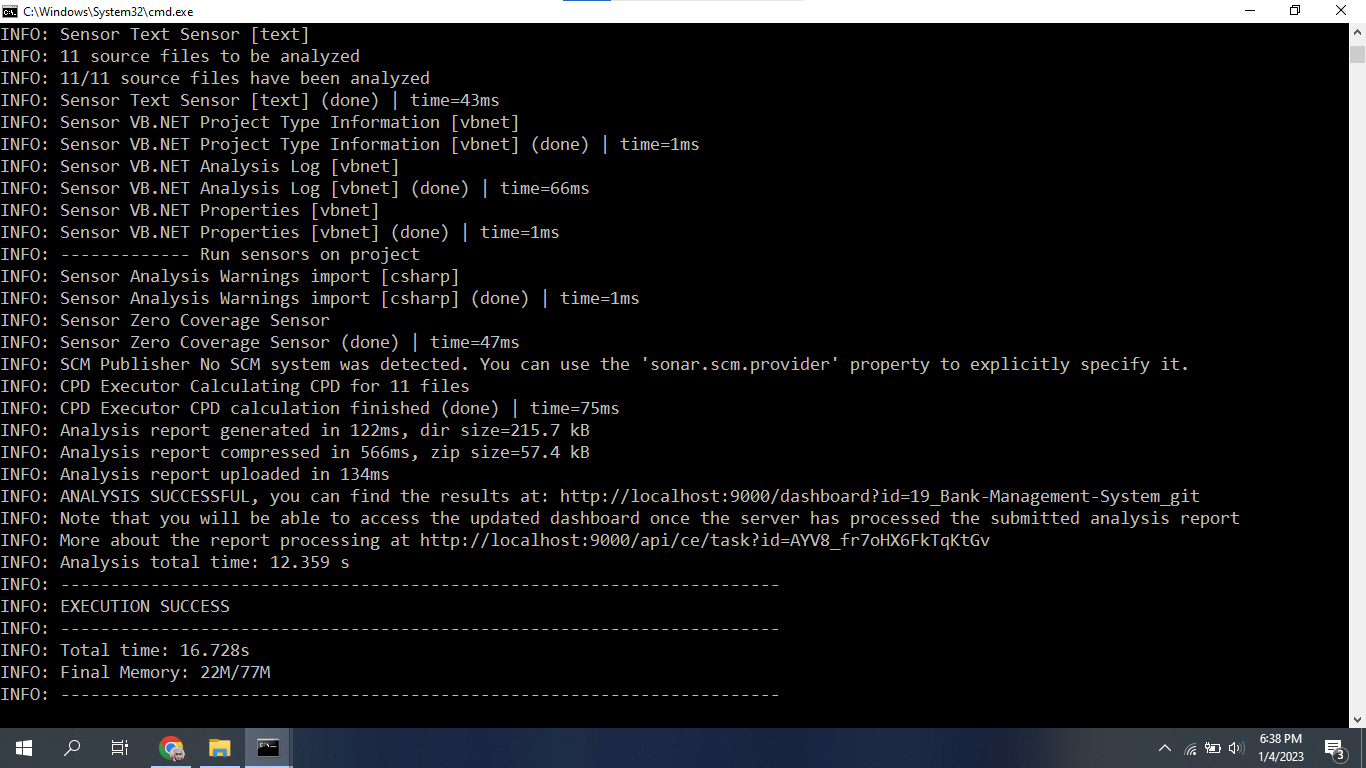 C:\Windows\System32\cmd.exe
INFO: Sensor Text Sensor [text]
INFO: 11 source files to be analyzed
INFO: 11/11 source files have been analyzed
INFO: Sensor Text Sensor [text] (done) | time=43ms
INFO: Sensor VB.NET Project Type Information [vbnet]
INFO: Sensor VB.NET Project Type Information [vbnet] (done) | time=1ms
INFO: Sensor VB.NET Analysis Log [vbnet]
INFO: Sensor VB.NET Analysis Log [vbnet] (done) | time=66ms
INFO: Sensor VB.NET Properties [vbnet]
INFO: Sensor VB.NET Properties [vbnet] (done) | time=1ms
INFO: ------------- Run sensors on project
INFO: Sensor Analysis Warnings import [csharp]
INFO: Sensor Analysis Warnings import [csharp] (done) | time=1ms
INFO: Sensor Zero Coverage Sensor
INFO: Sensor Zero Coverage Sensor (done) | time=47ms
INFO: SCM Publisher No SCM system was detected. You can use the 'sonar.scm.provider' property to explicitly specify it.
INFO: CPD Executor Calculating CPD for 11 files
INFO: CPD Executor CPD calculation finished (done) | time=75ms
INFO: Analysis report generated in 122ms, dir size=215.7 kB
INFO: Analysis report compressed in 566ms, zip size=57.4 kB
INFO: Analysis report uploaded in 134ms
INFO: ANALYSIS SUCCESSFUL, you can find the results at: http://localhost:9000/dashboard?id=19_Bank-Management-System_git
INFO: Note that you will be able to access the updated dashboard once the server has processed the submitted analysis report
INFO: More about the report processing at http://localhost:9000/api/ce/task?id=AYV8_fr7oHX6FkTqKtGv
INFO: Analysis total time: 12.359 s
INFO: ------------------------------------------------------------------------
INFO: EXECUTION SUCCESS
INFO: ------------------------------------------------------------------------
INFO: Total time: 16.728s
INFO: Final Memory: 22M/77M
INFO: ------------------------------------------------------------------------
6:38 PM
1/4/2023
3